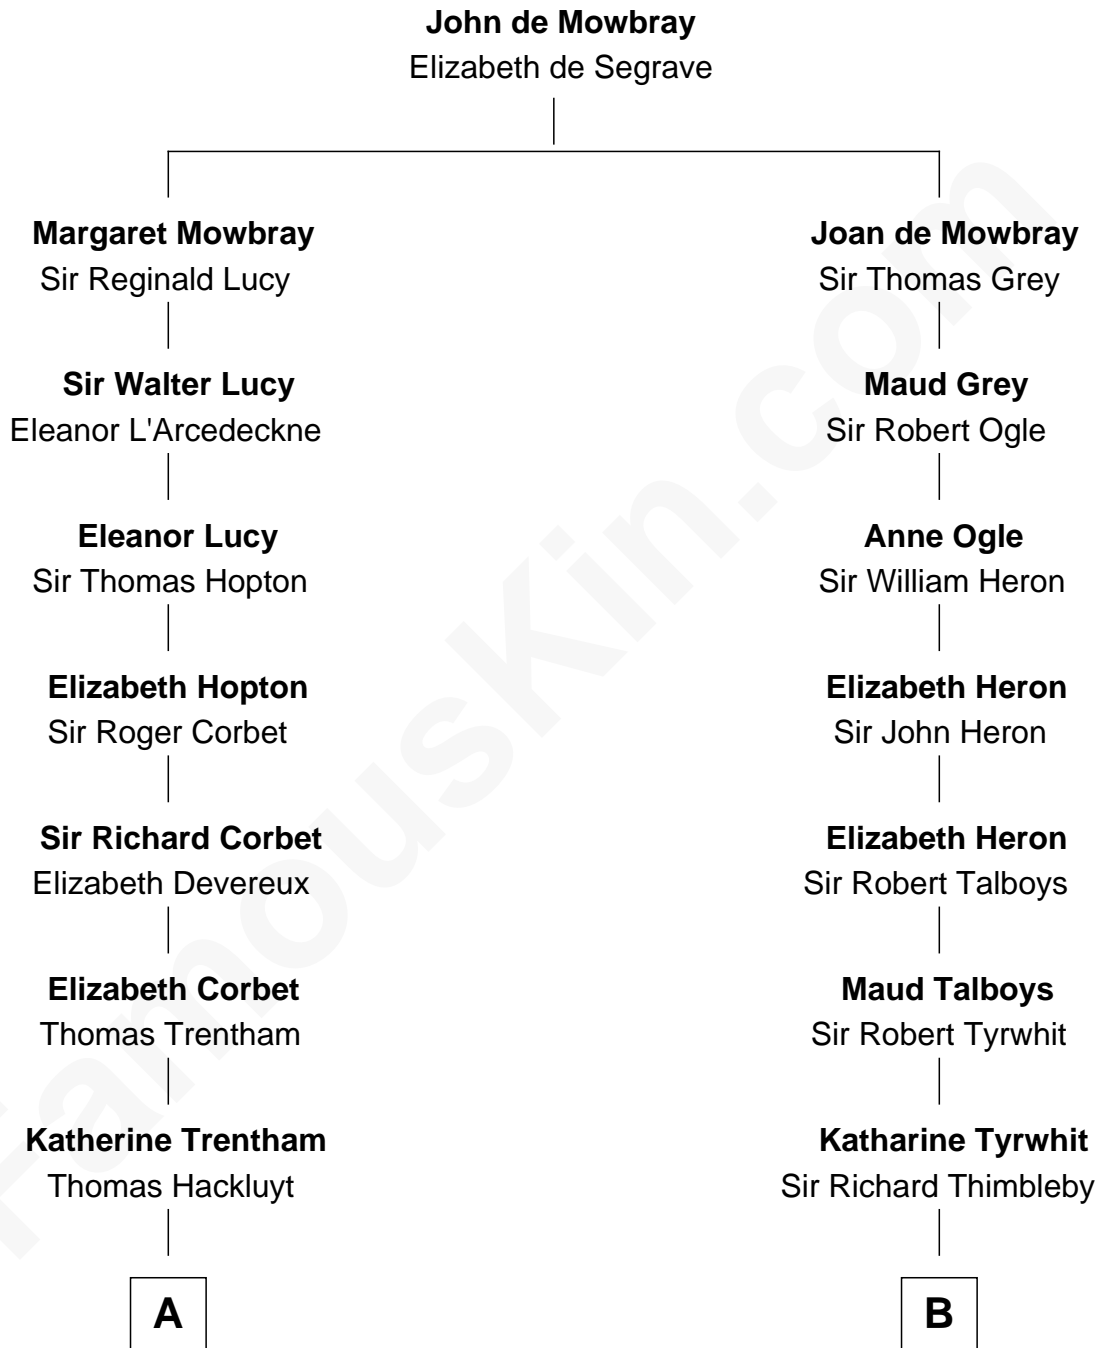 John de Mowbray
Elizabeth de Segrave
Margaret Mowbray
Sir Reginald Lucy
Joan de Mowbray
Sir Thomas Grey
Sir Walter Lucy
Eleanor L'Arcedeckne
Maud Grey
Sir Robert Ogle
Eleanor Lucy
Sir Thomas Hopton
Anne Ogle
Sir William Heron
Elizabeth Hopton
Sir Roger Corbet
Elizabeth Heron
Sir John Heron
Sir Richard Corbet
Elizabeth Devereux
Elizabeth Heron
Sir Robert Talboys
Elizabeth Corbet
Thomas Trentham
Maud Talboys
Sir Robert Tyrwhit
Katherine Trentham
Thomas Hackluyt
Katharine Tyrwhit
Sir Richard Thimbleby
A
B
FamousKin.com